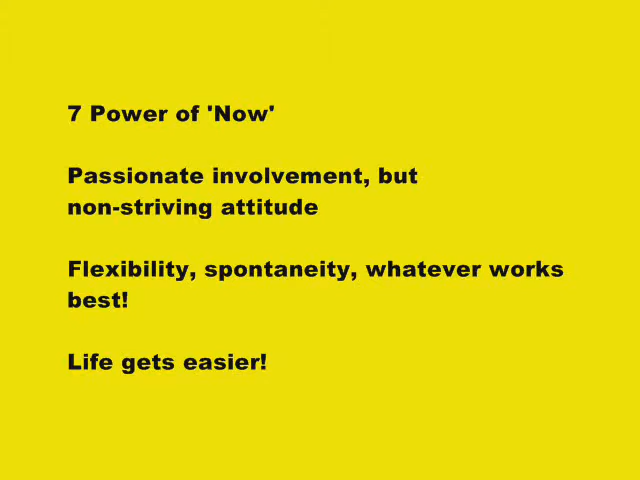 7 Power of 'Now'
Passionate involvement, but
non-striving attitude
Flexibility, spontaneity, whatever works
best!
Life gets easier!